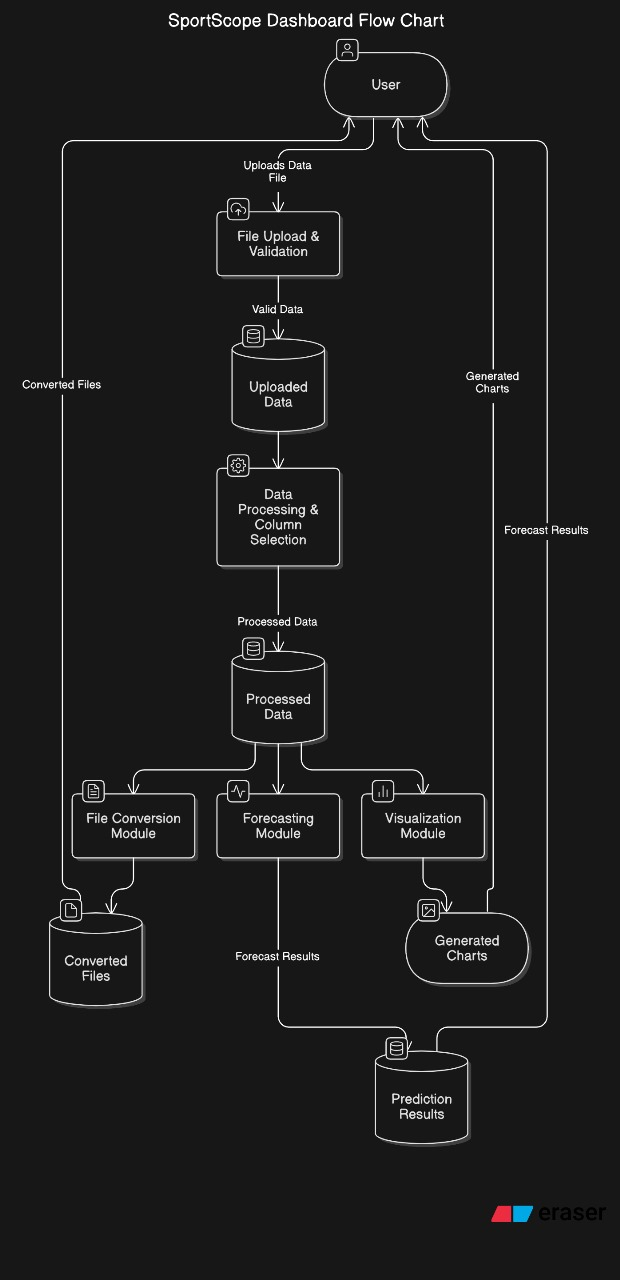 SportScope Dashboard Flow Chart
User
Uploads Data
File
File Upload &
Validation
Valid Data
Uploaded
Data
Converted Files
Generated
Charts
Data
Processing &
Column
Selection
Forecast Results
Processed Data
Processed
Data
File Conversion
Module
Forecasting
Module
Visualization
Module
Converted
Files
Forecast Results
Generated
Charts
Prediction
Results
eraser